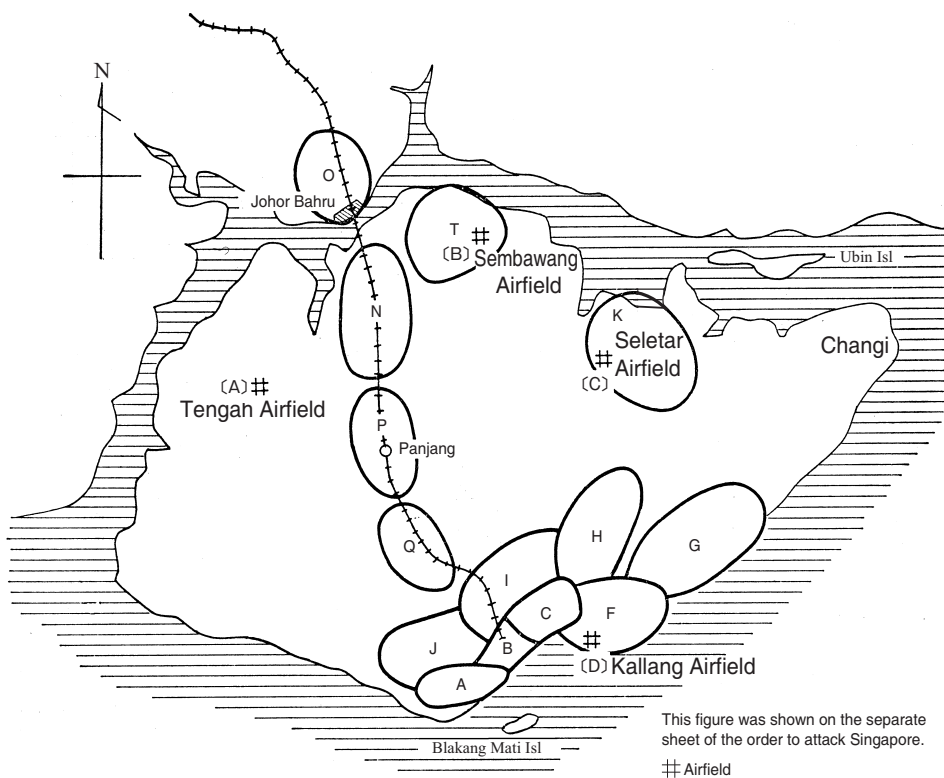 N
O
Johor Bahru
T
(B)
Sembawang
Airfield
Ubin Isl
N
K
Seletar
Airfield
(C)
Changi
(A)
Tengah Airfield
P
Panjang
Q
H
G
I
C
F
J
B
(D) Kallang Airfield
A
Blakang Mati Isl
This figure was shown on the separate
sheet of the order to attack Singapore.
Airfield